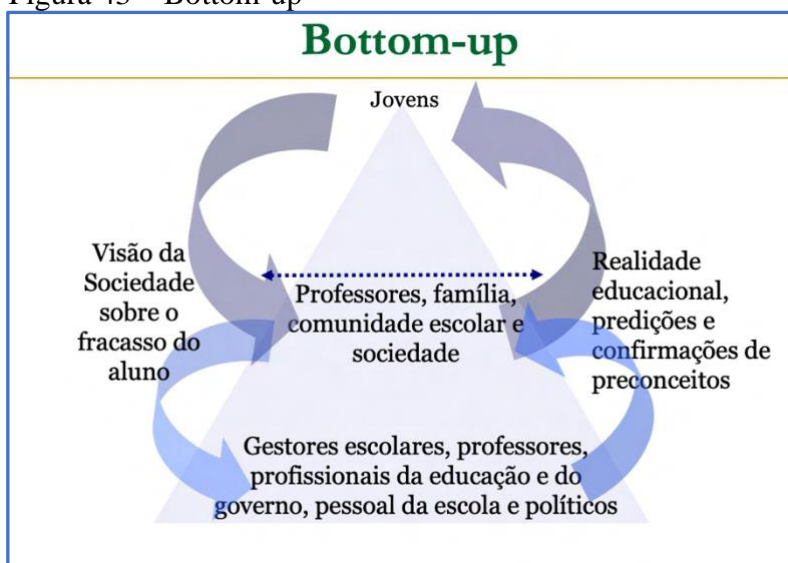 Figura 43 – Bottom-up
Bottom-up
Jovens
Visão da
Sociedade
sobre o
fracasso do
aluno
Professores, família,
comunidade escolar e
sociedade
Realidade
educacional,
predições e
confirmações de
preconceitos
Gestores escolares, professores,
profissionais da educação e do
governo, pessoal da escola e políticos